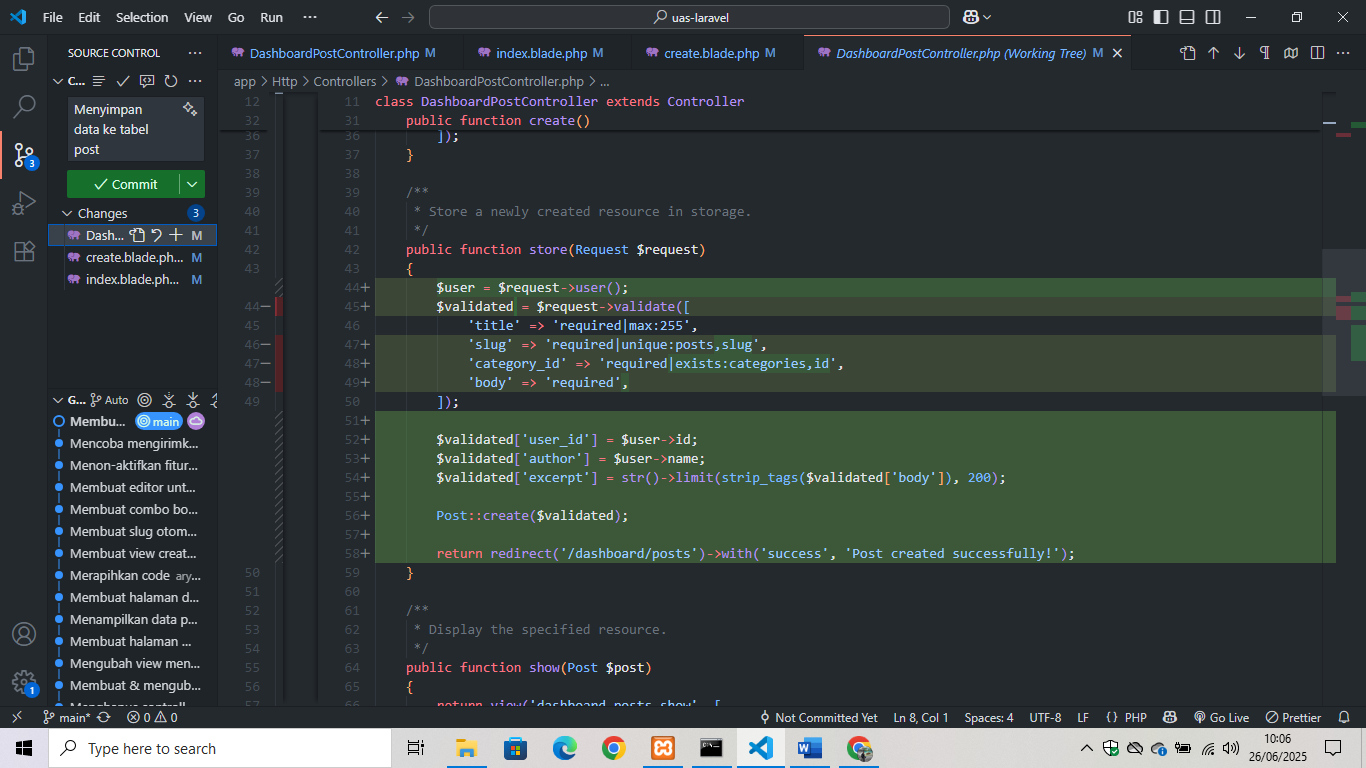 File Edit Selection View Go Run ··· uas-laravel
SOURCE CONTROL ···
DashboardPostController.php M index.blade.php M create.blade.php M DashboardPostController.php (Working Tree) M
C... ···
app > Http > Controllers > DashboardPostController.php > ...
Menyimpan
data ke tabel
post
Commit
Changes 3
Dash... M
create.blade.ph... M
index.blade.ph... M
G... Auto
Membu... main
Mencoba mengirimk...
Menon-aktifkan fitur...
Membuat editor unt...
Membuat combo bo...
Membuat slug otom...
Membuat view creat...
Merapihkan code ary...
Membuat halaman d...
Menampilkan data p...
Membuat halaman ...
Mengubah view men...
Membuat & mengub...
3
1
12 11 class DashboardPostController extends Controller
32 31 public function create()
36 36 ]);
37 37 }
38 38
39 39 /**
40 40 * Store a newly created resource in storage.
41 41 */
42 42 public function store(Request $request)
43 43 {
44+ $user = $request->user();
44— 45+ $validated = $request->validate([
45 46 'title' => 'required|max:255',
46— 47+ 'slug' => 'required|unique:posts,slug',
47— 48+ 'category_id' => 'required|exists:categories,id',
48— 49+ 'body' => 'required',
49 50 ]);
51+
52+ $validated['user_id'] = $user->id;
53+ $validated['author'] = $user->name;
54+ $validated['excerpt'] = str()->limit(strip_tags($validated['body']), 200);
55+
56+ Post::create($validated);
57+
58+ return redirect('/dashboard/posts')->with('success', 'Post created successfully!');
50 59 }
51 60
52 61 /**
53 62 * Display the specified resource.
54 63 */
55 64 public function show(Post $post)
56 65 {
57 66 return view('dashboard.posts.show', [
main* 0 0 Not Committed Yet Ln 8, Col 1 Spaces: 4 UTF-8 LF {} PHP Go Live Prettier
Type here to search
10:06
26/06/2025